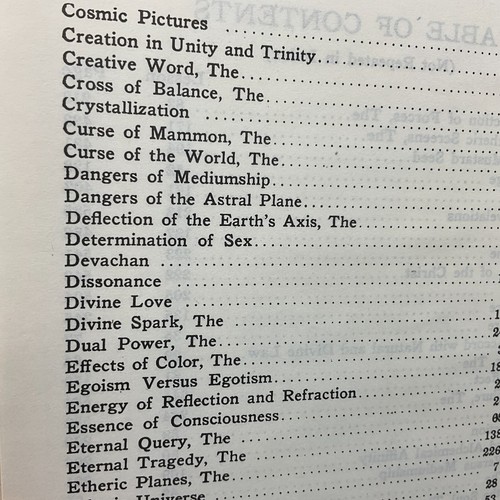 Cosmic Pictures
Creation in Unity and Trinity
Creative Word, The
Cross of Balance, The
Crystallization
Curse of Mammon, The
Curse of the World, The
Dangers of Mediumship
Dangers of the Astral Plane
Deflection of the Earth's Axis, The
Determination of Sex
Devachan
Dissonance
Divine Love
Divine Spark, The
Dual Power, The
Effects of Color, The
Egoism Versus Egotism
Energy of Reflection and Refraction
Essence of Consciousness
Eternal Query, The 138
Eternal Tragedy, The 226
Etheric Planes, The
Universe